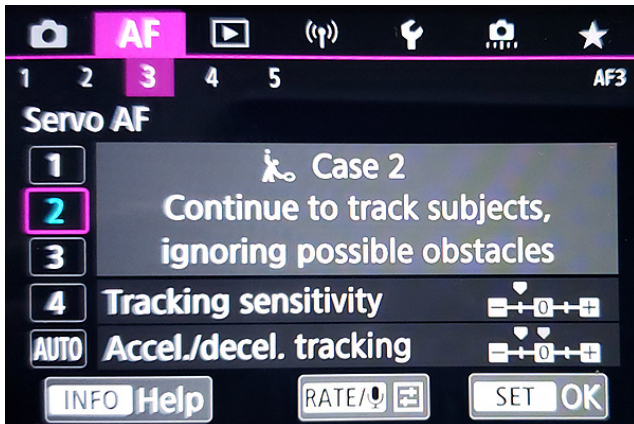 AF
1 2 3 4 5 AF3
Servo AF
1
Case 2
2
Continue to track subjects,
3
ignoring possible obstacles
4 Tracking sensitivity - 0 +
AUTO Accel./decel. tracking - 0 +
INFO Help RATE/ SET OK